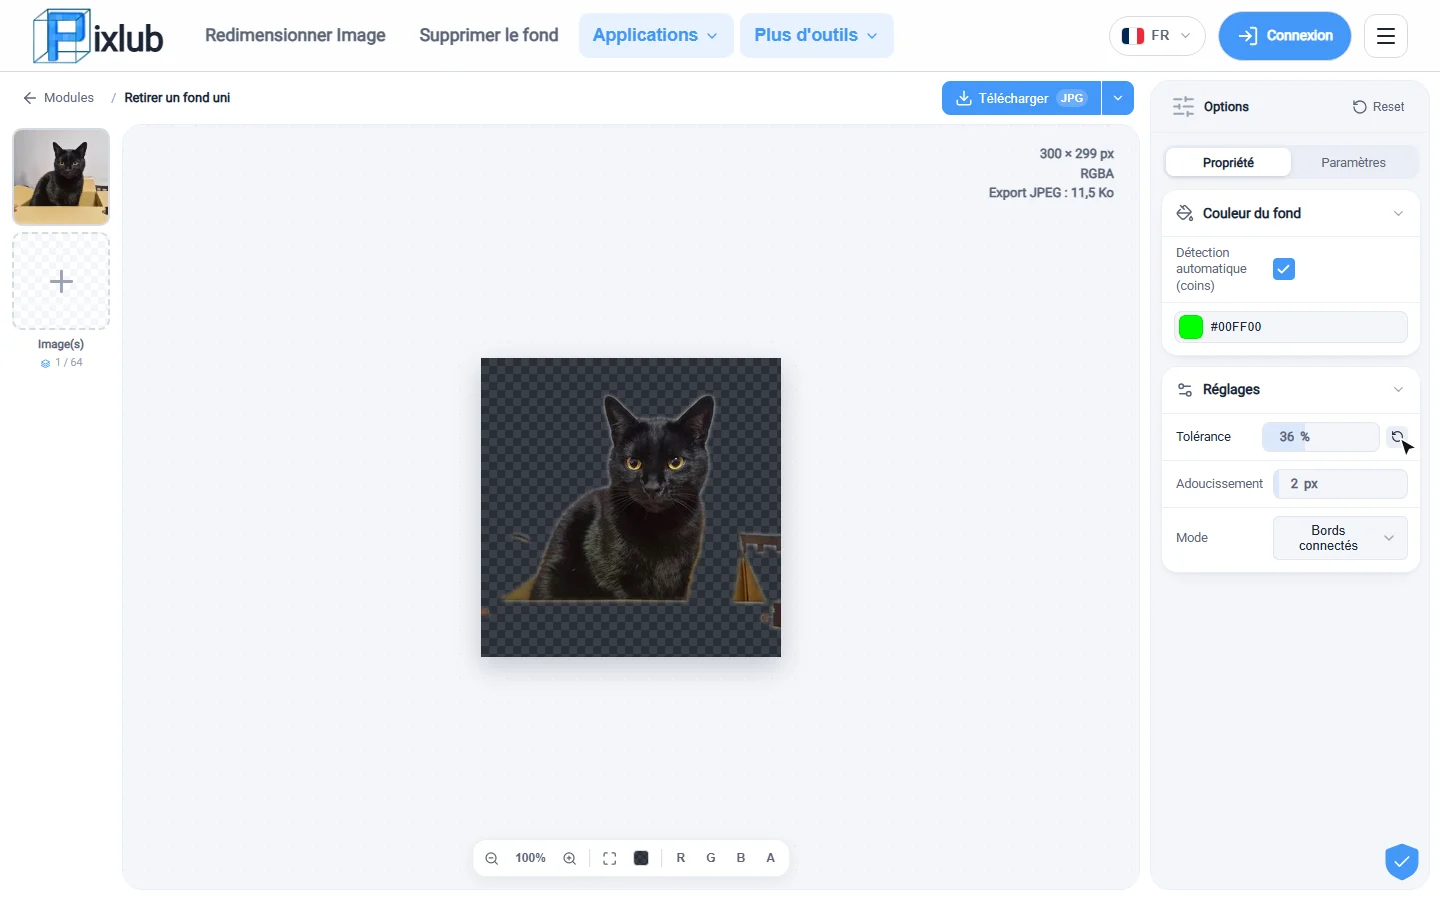 Pixlub
Redimensionner Image
Supprimer le fond
Applications
Plus d'outils
FR
Connexion
Modules / Retirer un fond uni
Télécharger JPG
Options
Reset
300 × 299 px
RGBA
Export JPEG : 11,5 Ko
Propriété
Paramètres
Couleur du fond
Détection
automatique
(coins)
#00FF00
Image(s)
1 / 64
Réglages
Tolérance
36 %
Adoucissement
2 px
Mode
Bords
connectés
100%
R
G
B
A